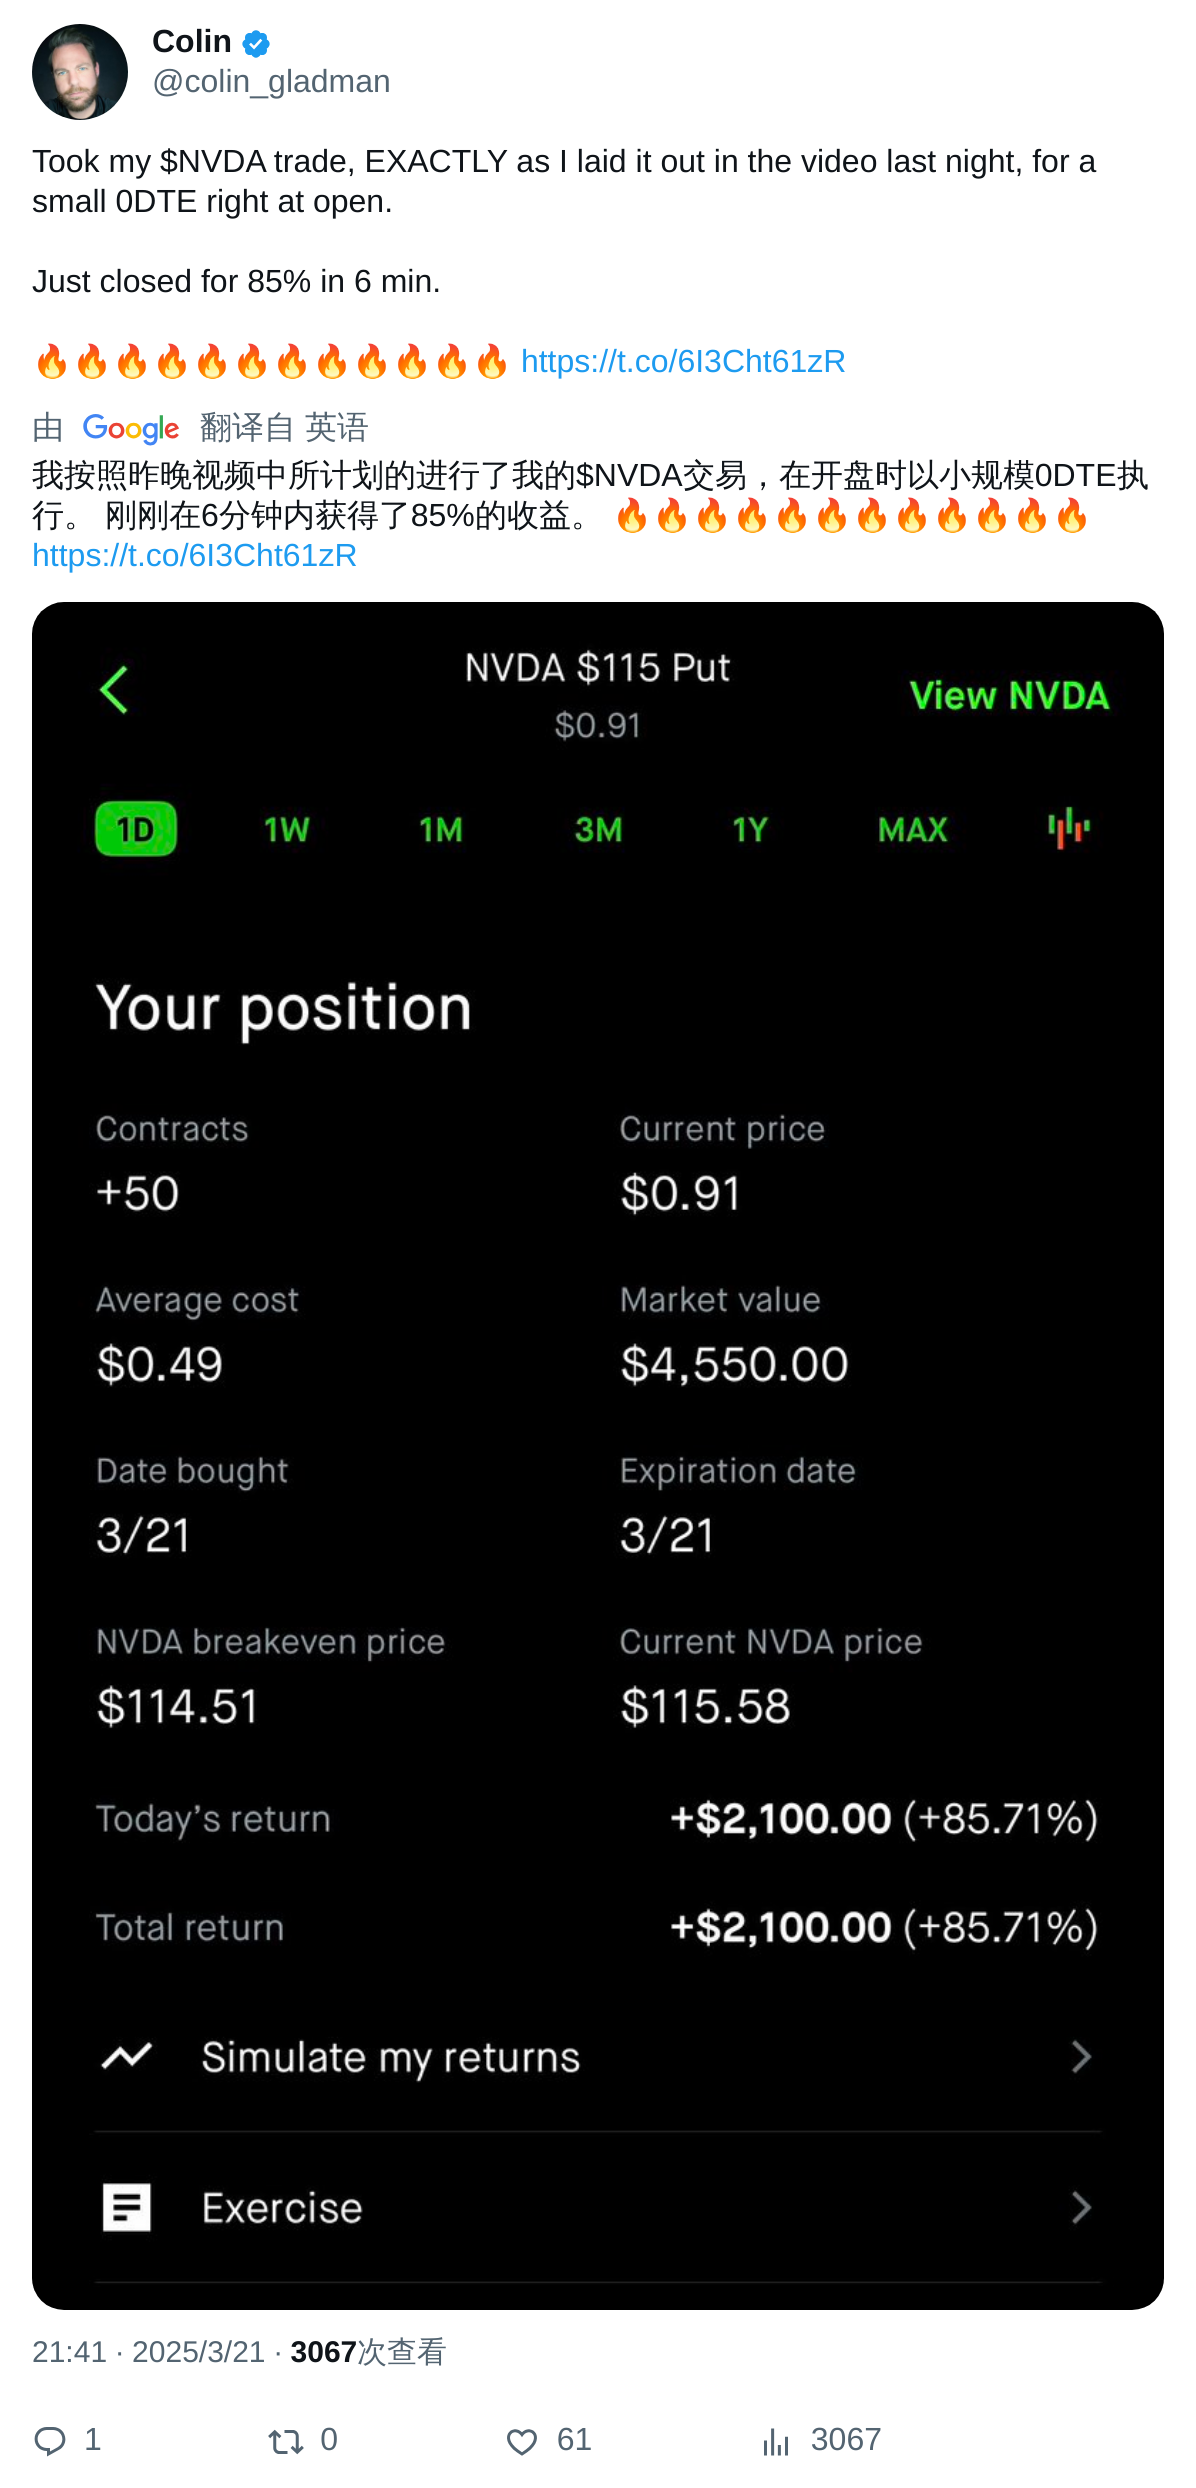 Colin
@colin_gladman
Took my $NVDA trade, EXACTLY as I laid it out in the video last night, for a
small 0DTE right at open.
Just closed for 85% in 6 min.
🔥🔥🔥🔥🔥🔥🔥🔥🔥🔥🔥🔥 https://t.co/6I3Cht61zR
由 Google 翻译自 英语
我按照昨晚视频中所计划的进行了我的$NVDA交易，在开盘时以小规模0DTE执
行。 刚刚在6分钟内获得了85%的收益。 🔥🔥🔥🔥🔥🔥🔥🔥🔥🔥🔥🔥
https://t.co/6I3Cht61zR
NVDA $115 Put
$0.91
View NVDA
1D 1W 1M 3M 1Y MAX
Your position
Contracts Current price
+50 $0.91
Average cost Market value
$0.49 $4,550.00
Date bought Expiration date
3/21 3/21
NVDA breakeven price Current NVDA price
$114.51 $115.58
Today's return +$2,100.00 (+85.71%)
Total return +$2,100.00 (+85.71%)
Simulate my returns
Exercise
21:41 · 2025/3/21 · 3067次查看
1 0 61 3067